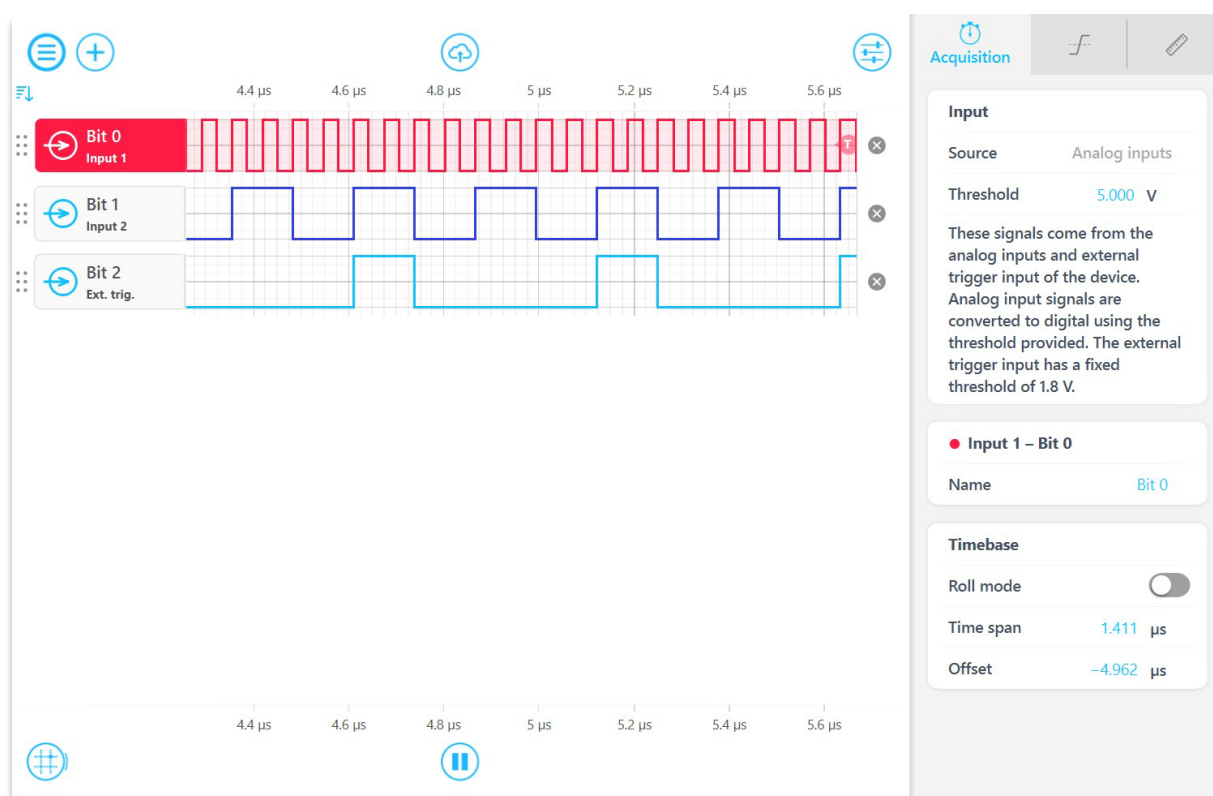 Acquisition
4.4 µs 4.6 µs 4.8 µs 5 µs 5.2 µs 5.4 µs 5.6 µs
Bit 0
Input 1
T
Bit 1
Input 2
Bit 2
Ext. trig.
4.4 µs 4.6 µs 4.8 µs 5 µs 5.2 µs 5.4 µs 5.6 µs
Input
Source Analog inputs
Threshold 5.000 V
These signals come from the
analog inputs and external
trigger input of the device.
Analog input signals are
converted to digital using the
threshold provided. The external
trigger input has a fixed
threshold of 1.8 V.
Input 1 – Bit 0
Name Bit 0
Timebase
Roll mode
Time span 1.411 µs
Offset −4.962 µs